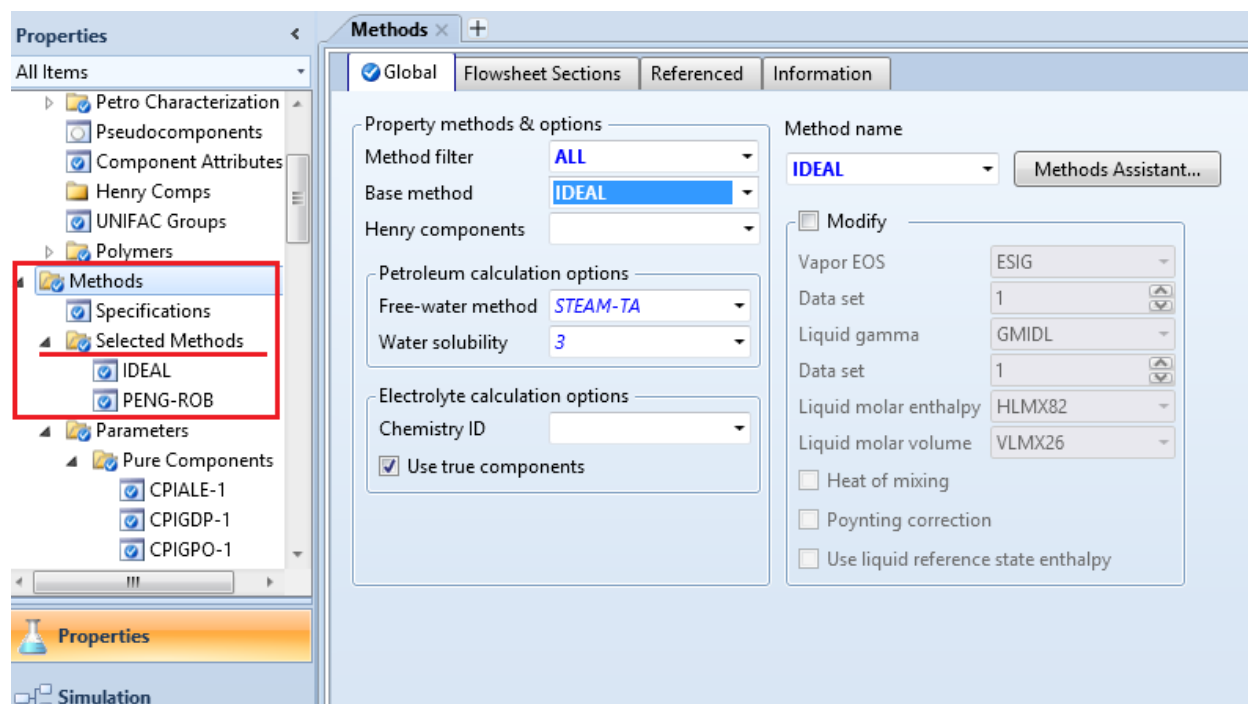 Properties
All Items
Petro Characterization
Pseudocomponents
Component Attributes
Henry Comps
UNIFAC Groups
Polymers
Methods
Specifications
Selected Methods
IDEAL
PENG-ROB
Parameters
Pure Components
CPIALE-1
CPIGDP-1
CPIGPO-1
Properties
Simulation
Methods
Global Flowsheet Sections Referenced Information
Property methods & options
Method filter ALL
Base method IDEAL
Henry components
Petroleum calculation options
Free-water method STEAM-TA
Water solubility 3
Electrolyte calculation options
Chemistry ID
Use true components
Method name
IDEAL Methods Assistant...
Modify
Vapor EOS ESIG
Data set 1
Liquid gamma GMIDL
Data set 1
Liquid molar enthalpy HLMX82
Liquid molar volume VLMX26
Heat of mixing
Poynting correction
Use liquid reference state enthalpy